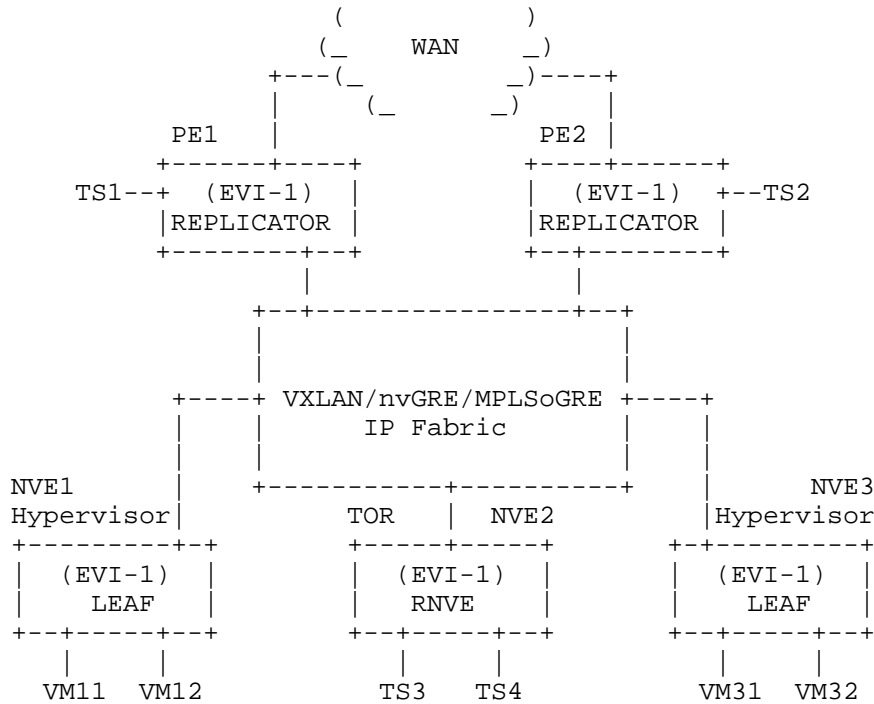 WAN
PE1 PE2
(EVI-1) (EVI-1)
TS1 TS2
REPLICATOR REPLICATOR
VXLAN/nvGRE/MPLSoGRE
IP Fabric
NVE1 NVE3
Hypervisor TOR NVE2 Hypervisor
(EVI-1) (EVI-1) (EVI-1)
LEAF RNVE LEAF
VM11 VM12 TS3 TS4 VM31 VM32